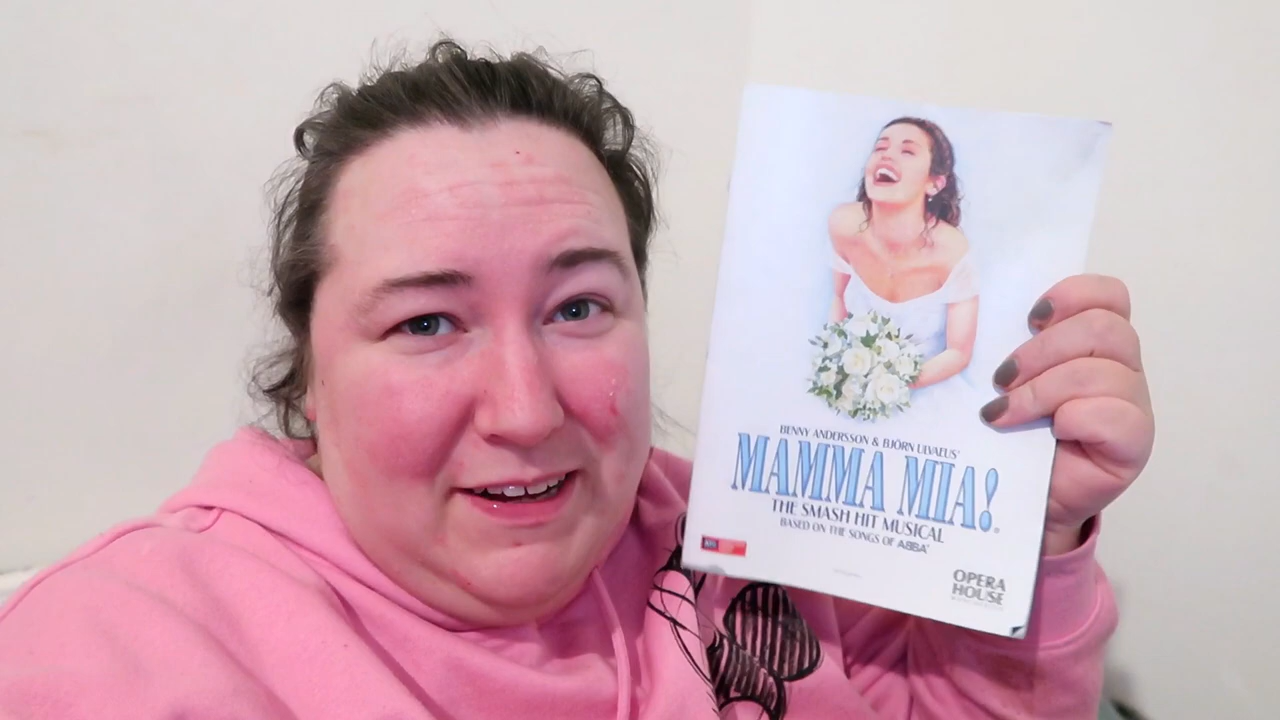 BENNY ANDERSSON & BJÖRN ULVAEUS'
MAMMA MIA!
THE SMASH HIT MUSICAL
BASED ON THE SONGS OF ABBA®
OPERA
HOUSE